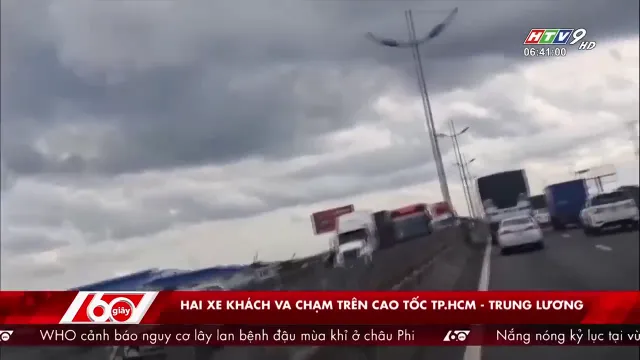 HTV9 HD
06:41:00
60 giây
HAI XE KHÁCH VA CHẠM TRÊN CAO TỐC TP.HCM - TRUNG LƯƠNG
WHO cảnh báo nguy cơ lây lan bệnh đậu mùa khỉ ở châu Phi
Nắng nóng kỷ lục tại